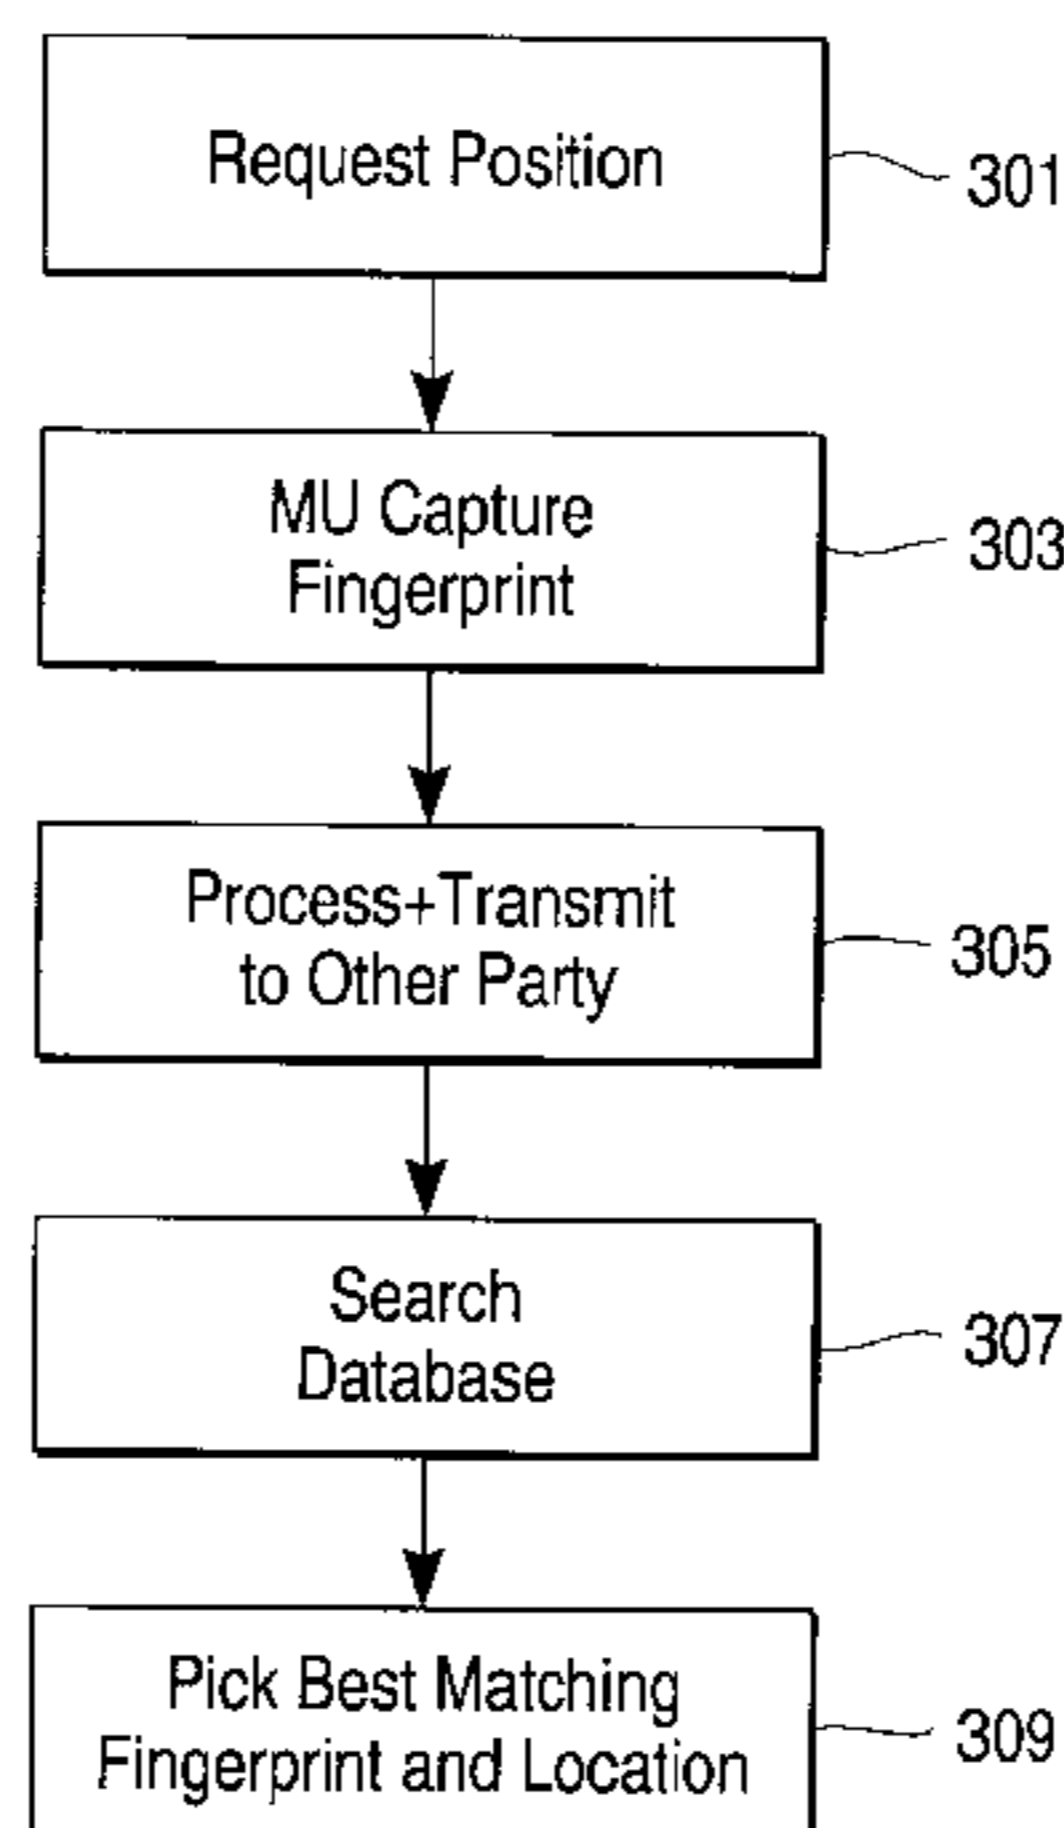 Request Position
301
MU Capture
Fingerprint
303
Process+Transmit
to Other Party
305
Search
Database
307
Pick Best Matching
Fingerprint and Location
309